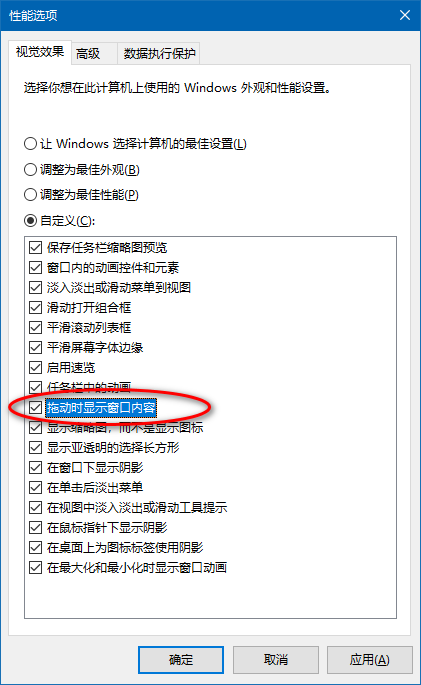 性能选项
视觉效果 高级 数据执行保护
选择你想在此计算机上使用的 Windows 外观和性能设置。
让 Windows 选择计算机的最佳设置(L)
调整为最佳外观(B)
调整为最佳性能(P)
自定义(C):
保存任务栏缩略图预览
窗口内的动画控件和元素
淡入淡出或滑动菜单到视图
滑动打开组合框
平滑滚动列表框
平滑屏幕字体边缘
启用速览
任务栏中的动画
拖动时显示窗口内容
显示缩略图，而不是显示图标
显示亚透明的选择长方形
在窗口下显示阴影
在单击后淡出菜单
在视图中淡入淡出或滑动工具提示
在鼠标指针下显示阴影
在桌面上为图标标签使用阴影
在最大化和最小化时显示窗口动画
确定 取消 应用(A)